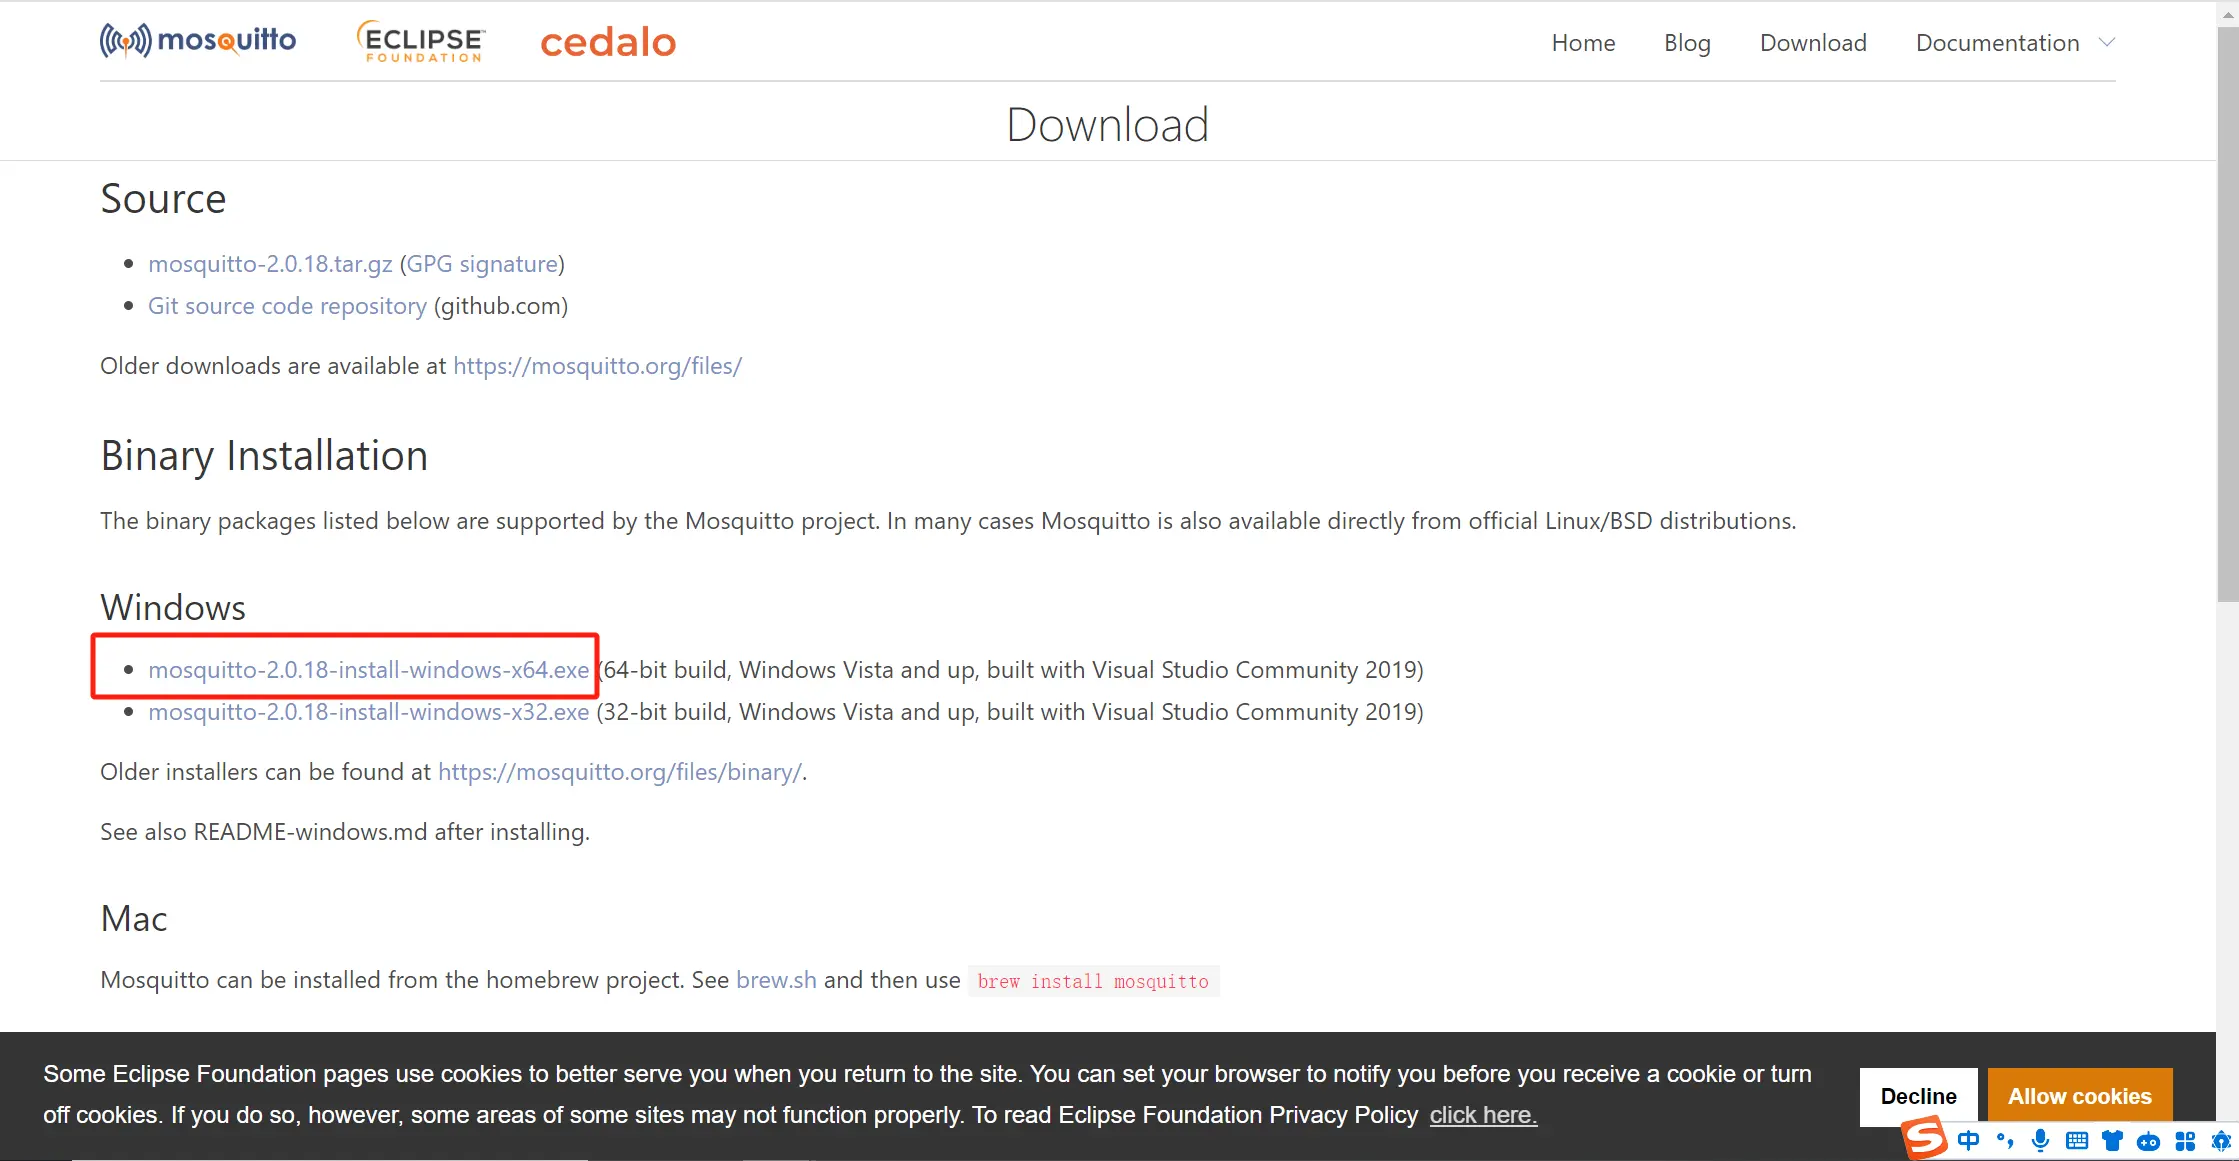 mosquitto ECLIPSE FOUNDATION cedalo Home Blog Download Documentation
Download
Source
mosquitto-2.0.18.tar.gz (GPG signature)
Git source code repository (github.com)
Older downloads are available at https://mosquitto.org/files/
Binary Installation
The binary packages listed below are supported by the Mosquitto project. In many cases Mosquitto is also available directly from official Linux/BSD distributions.
Windows
mosquitto-2.0.18-install-windows-x64.exe (64-bit build, Windows Vista and up, built with Visual Studio Community 2019)
mosquitto-2.0.18-install-windows-x32.exe (32-bit build, Windows Vista and up, built with Visual Studio Community 2019)
Older installers can be found at https://mosquitto.org/files/binary/.
See also README-windows.md after installing.
Mac
Mosquitto can be installed from the homebrew project. See brew.sh and then use brew install mosquitto
Some Eclipse Foundation pages use cookies to better serve you when you return to the site. You can set your browser to notify you before you receive a cookie or turn
off cookies. If you do so, however, some areas of some sites may not function properly. To read Eclipse Foundation Privacy Policy click here.
Decline Allow cookies
S 中 °,